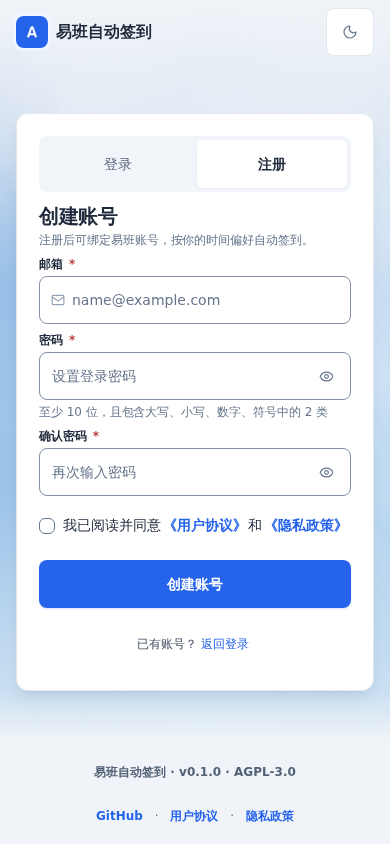 A 易班自动签到
登录 注册
创建账号
注册后可绑定易班账号，按你的时间偏好自动签到。
邮箱 *
name@example.com
密码 *
设置登录密码
至少 10 位，且包含大写、小写、数字、符号中的 2 类
确认密码 *
再次输入密码
我已阅读并同意《用户协议》和《隐私政策》
创建账号
已有账号？ 返回登录
易班自动签到 · v0.1.0 · AGPL-3.0
GitHub · 用户协议 · 隐私政策